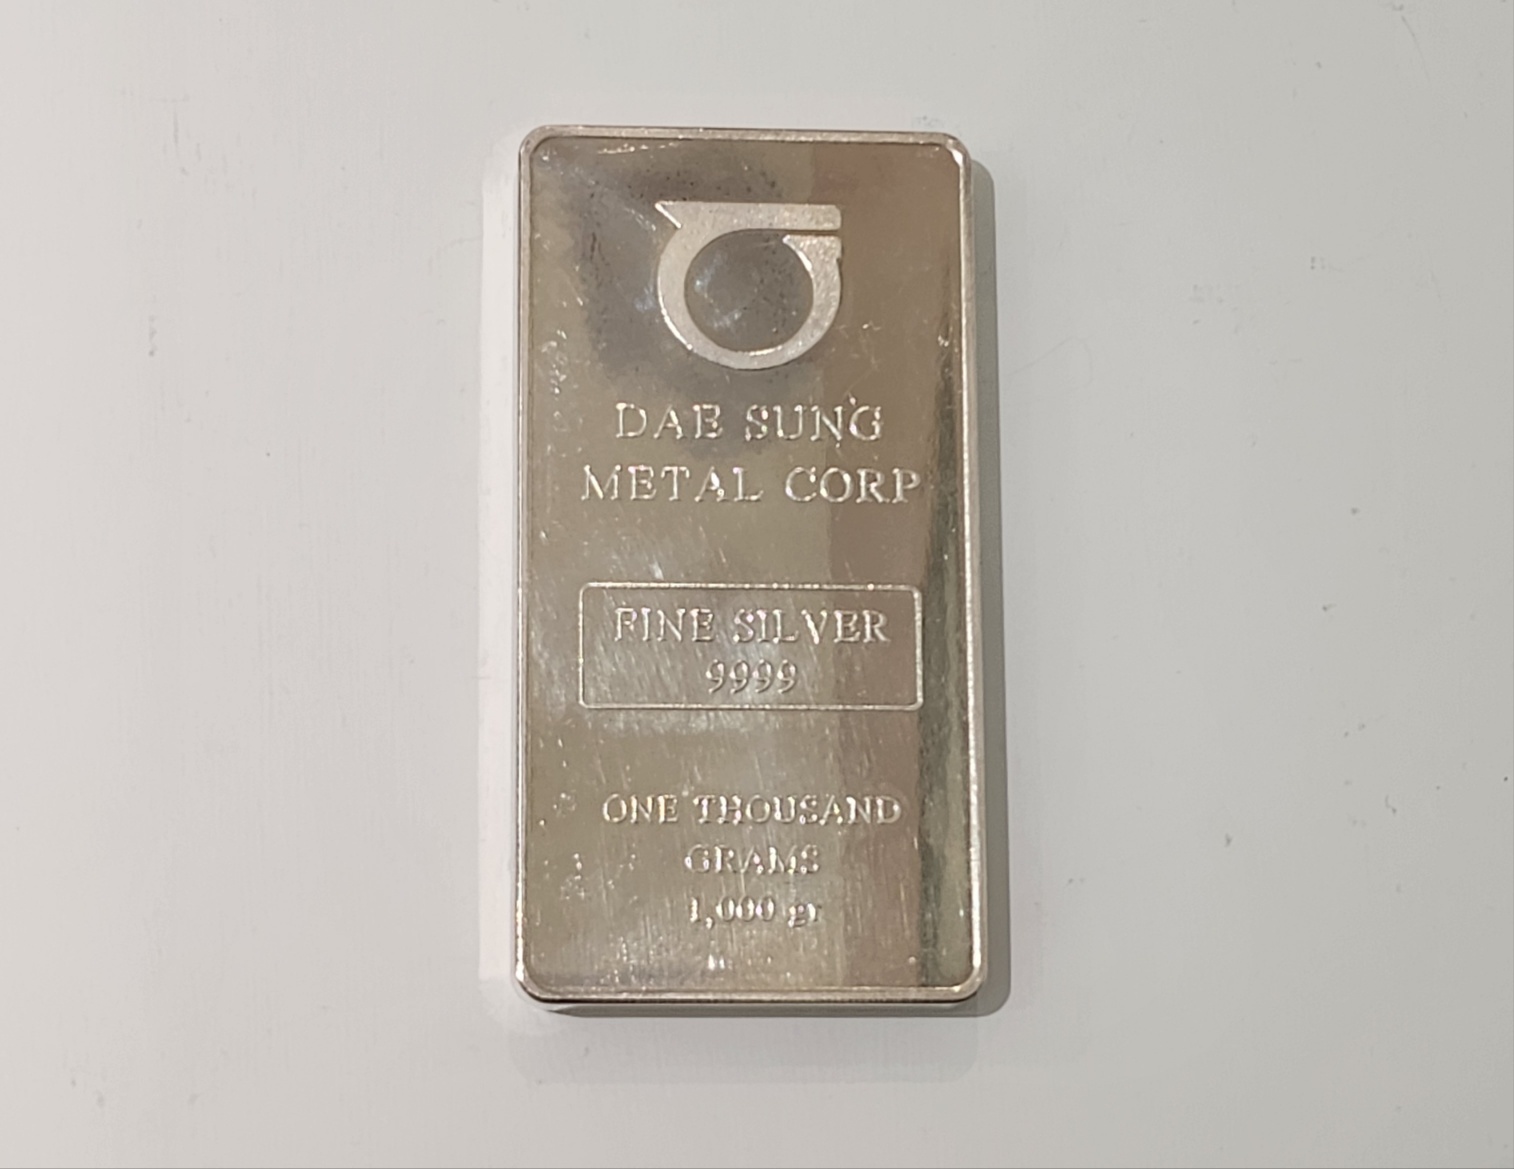 DAE SUNG
METAL CORP
FINE SILVER
9999
ONE THOUSAND
GRAMS
1,000 gr